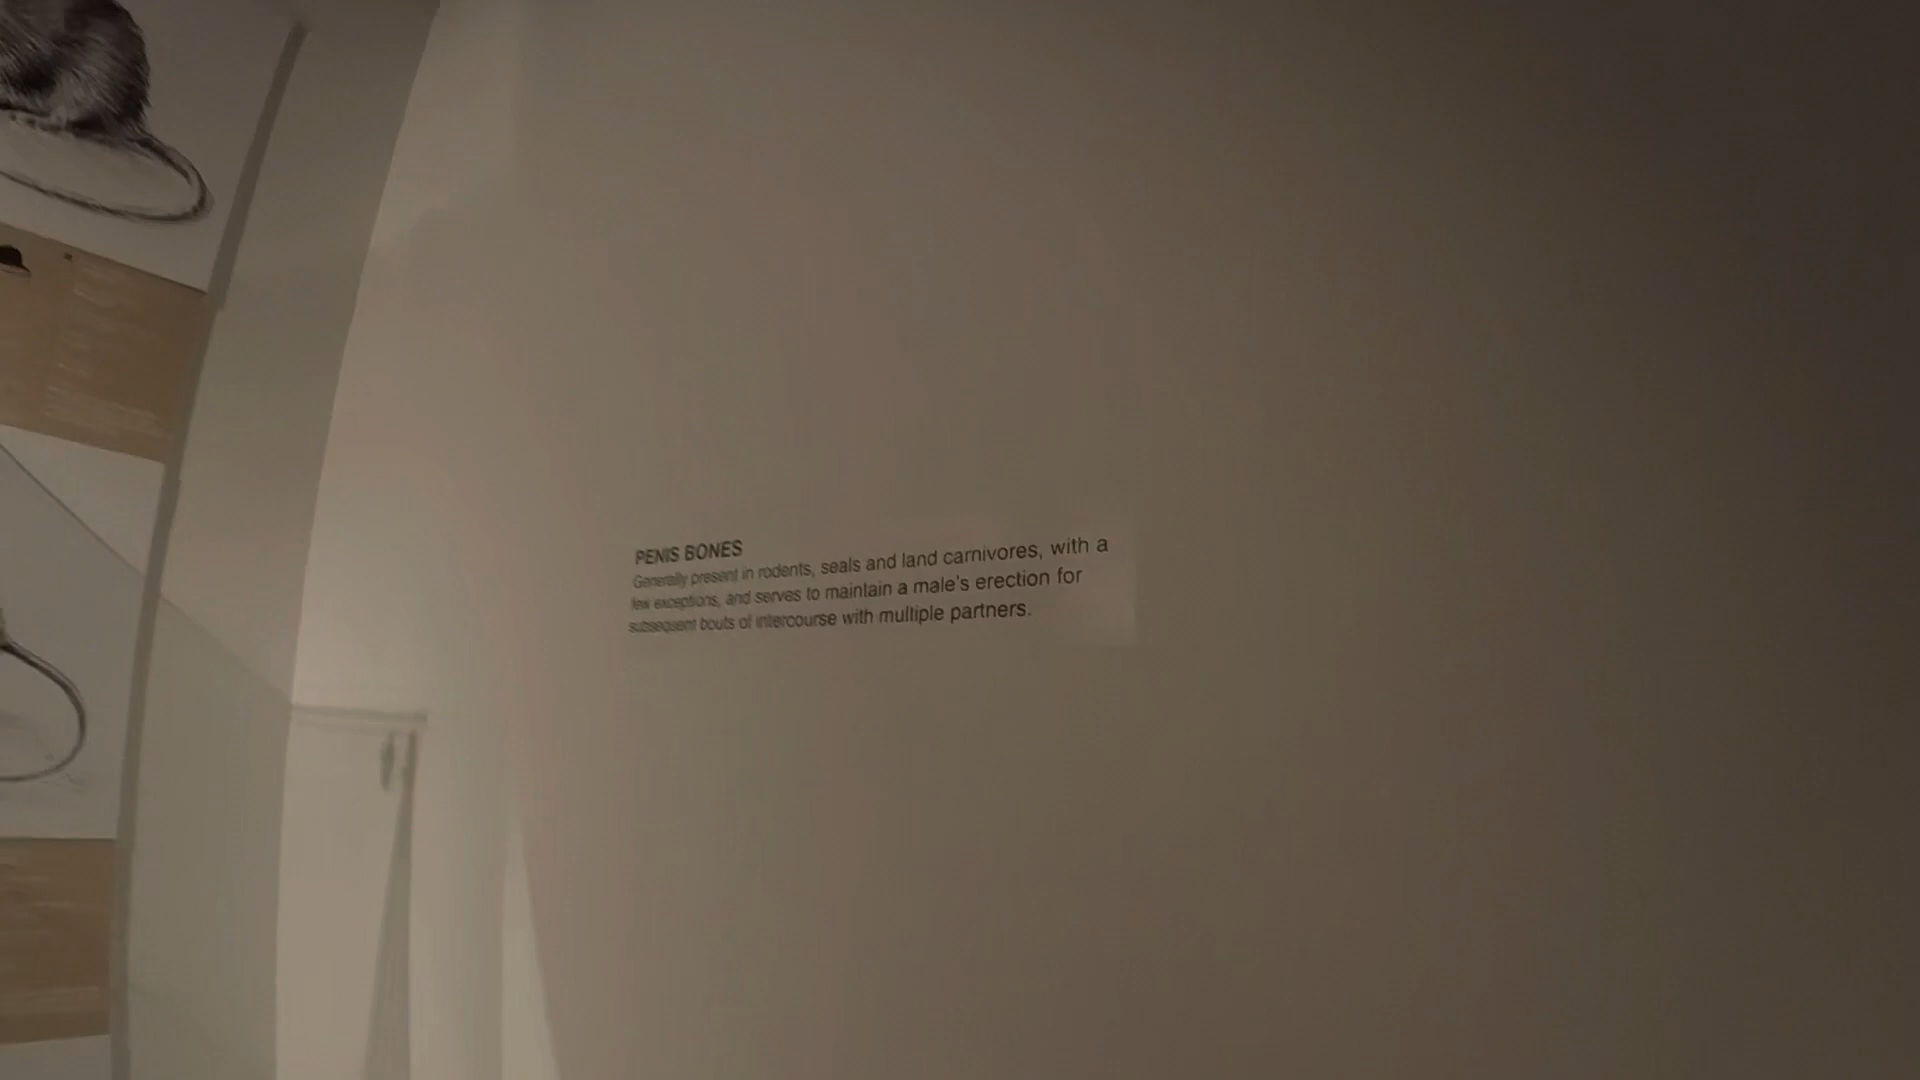 PENIS BONES
Generally present in rodents, seals and land carnivores, with a
few exceptions, and serves to maintain a male's erection for
subsequent bouts of intercourse with multiple partners.